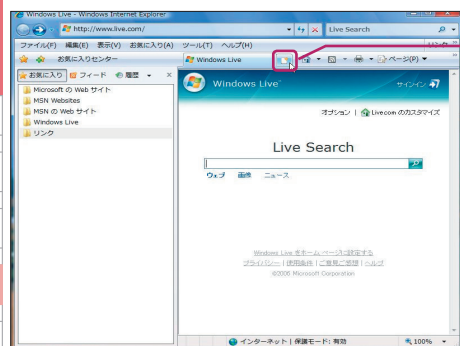 Windows Live - Windows Internet Explorer
http://www.live.com/
Live Search
ファイル(F) 編集(E) 表示(V) お気に入り(A) ツール(T) ヘルプ(H)
リンク
お気に入りセンター
Windows Live
ページ(P)
お気に入り フィード 履歴
Microsoft の Web サイト
MSN Websites
MSN の Web サイト
Windows Live
リンク
Windows Live
サインイン
オプション | Live.com のカスタマイズ
Live Search
ウェブ 画像 ニュース
Windows Live をホーム ページに設定する
プライバシー | 使用条件 | ご意見ご感想 | ヘルプ
©2006 Microsoft Corporation
インターネット | 保護モード: 有効
100%